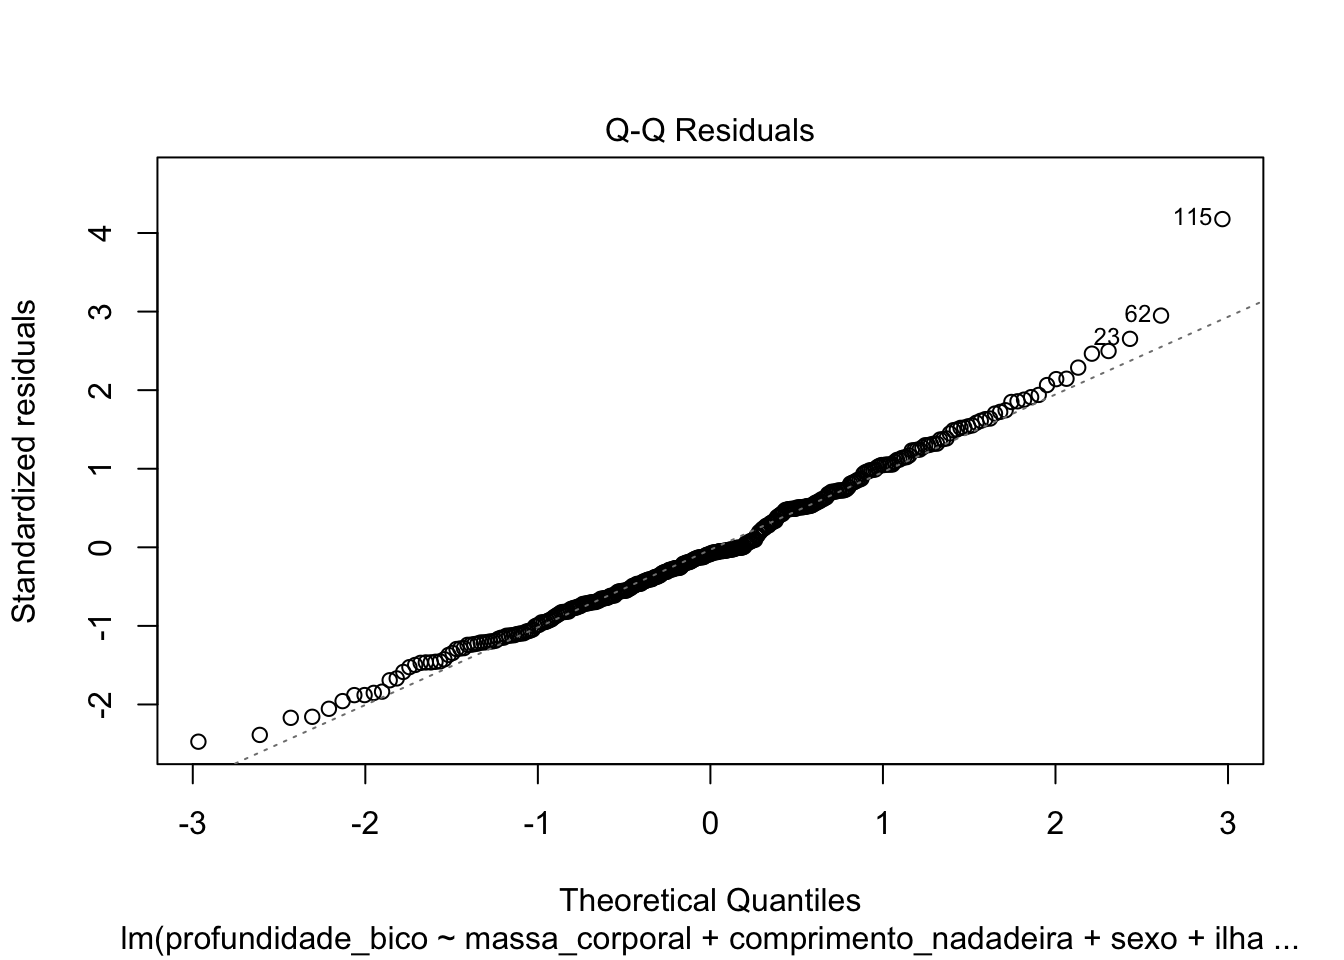 Q-Q Residuals
Standardized residuals
4
3
2
1
0
-1
-2
115
62
23
-3 -2 -1 0 1 2 3
Theoretical Quantiles
lm(profundidade_bico ~ massa_corporal + comprimento_nadadeira + sexo + ilha ...